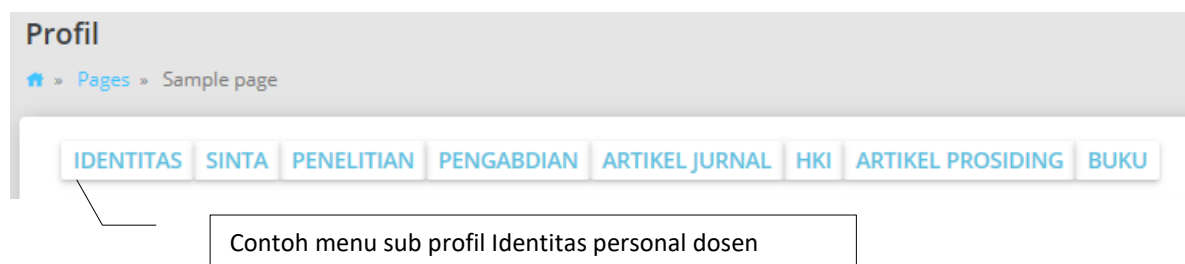 Profil
» Pages » Sample page
IDENTITAS SINTA PENELITIAN PENGABDIAN ARTIKEL JURNAL HKI ARTIKEL PROSIDING BUKU
Contoh menu sub profil Identitas personal dosen